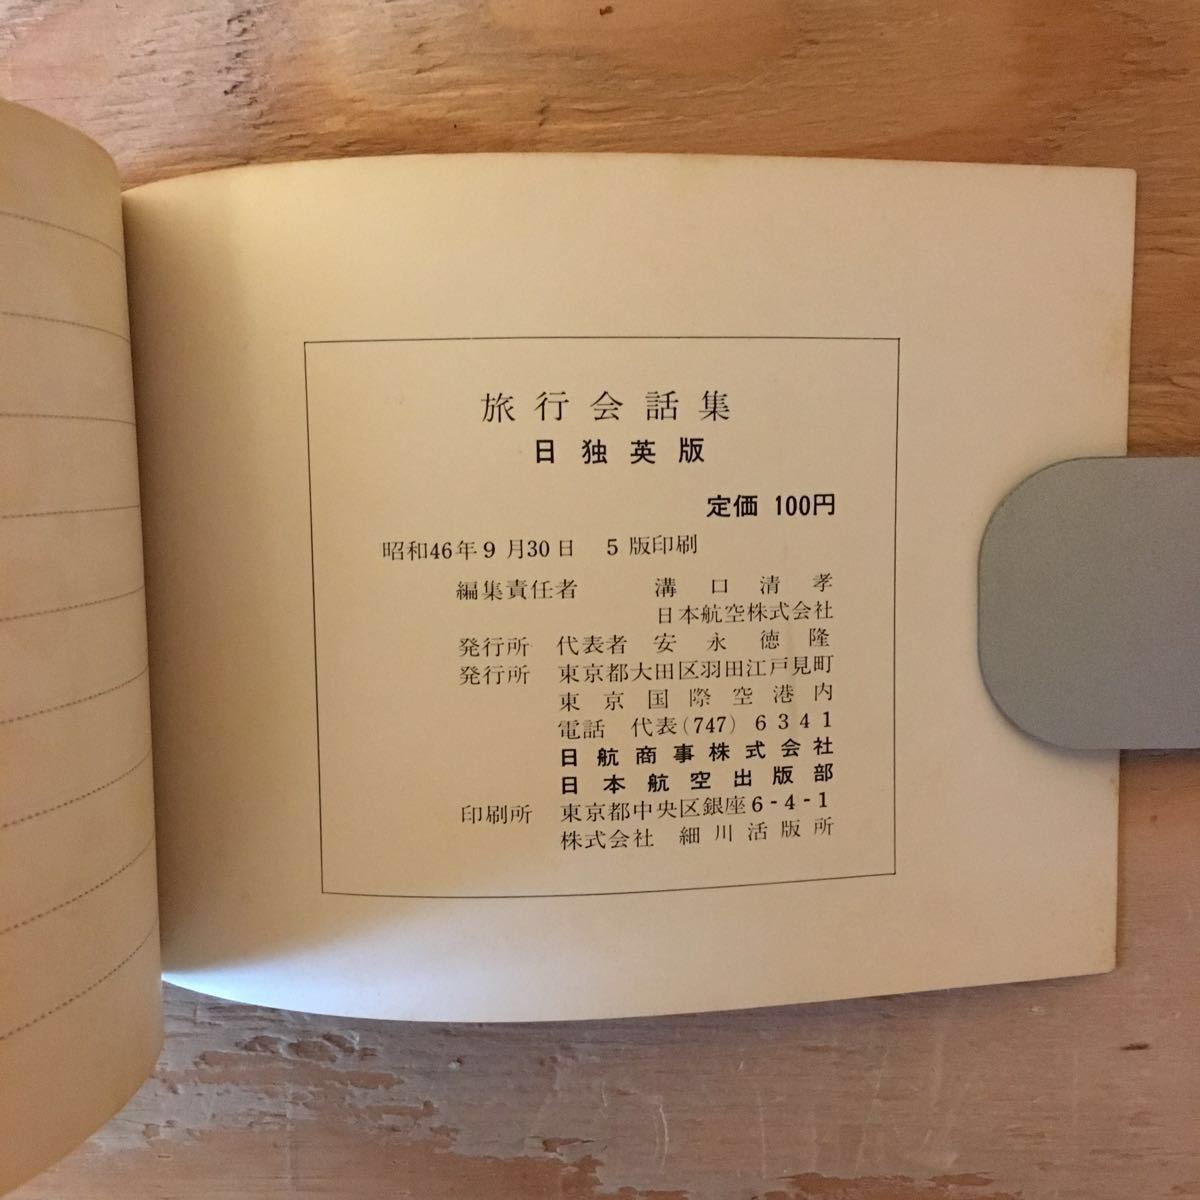 旅行会話集
日独英版
定価 100円
昭和46年9月30日 5版印刷
編集責任者 溝口清孝
日本航空株式会社
発行所 代表者 安永徳隆
発行所 東京都大田区羽田江戸見町
東京国際空港内
電話 代表(747)6341
日航商事株式会社
日本航空出版部
印刷所 東京都中央区銀座6-4-1
株式会社 細川活版所